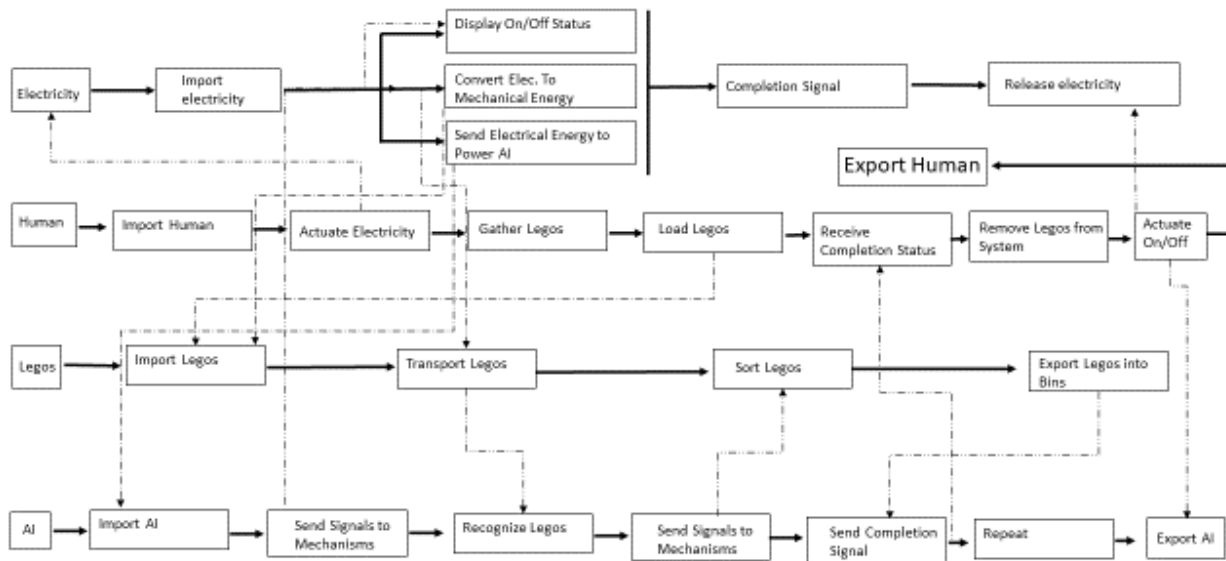 Display On/Off Status
Electricity
Import
electricity
Convert Elec. To
Mechanical Energy
Completion Signal
Release electricity
Send Electrical Energy to
Power AI
Export Human
Human
Import Human
Actuate Electricity
Gather Legos
Load Legos
Receive
Completion Status
Remove Legos from
System
Actuate
On/Off
Legos
Import Legos
Transport Legos
Sort Legos
Export Legos into
Bins
AI
Import AI
Send Signals to
Mechanisms
Recognize Legos
Send Signals to
Mechanisms
Send Completion
Signal
Repeat
Export AI